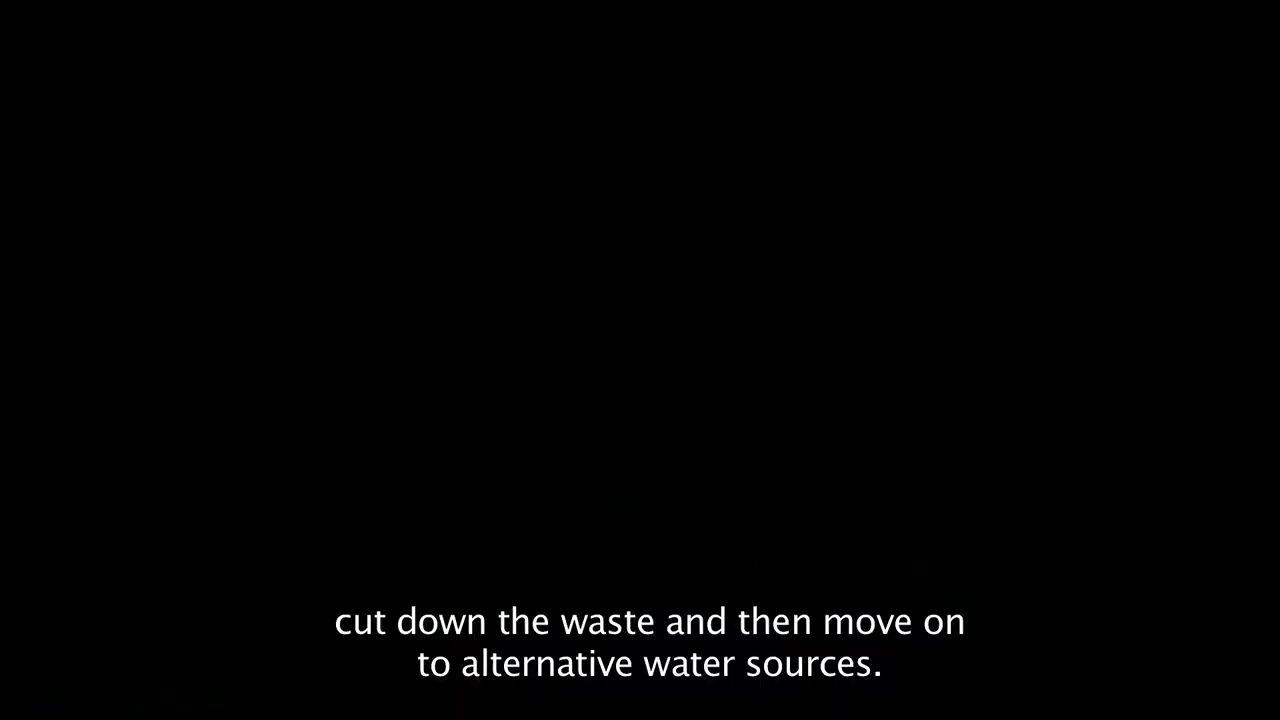 cut down the waste and then move on
to alternative water sources.